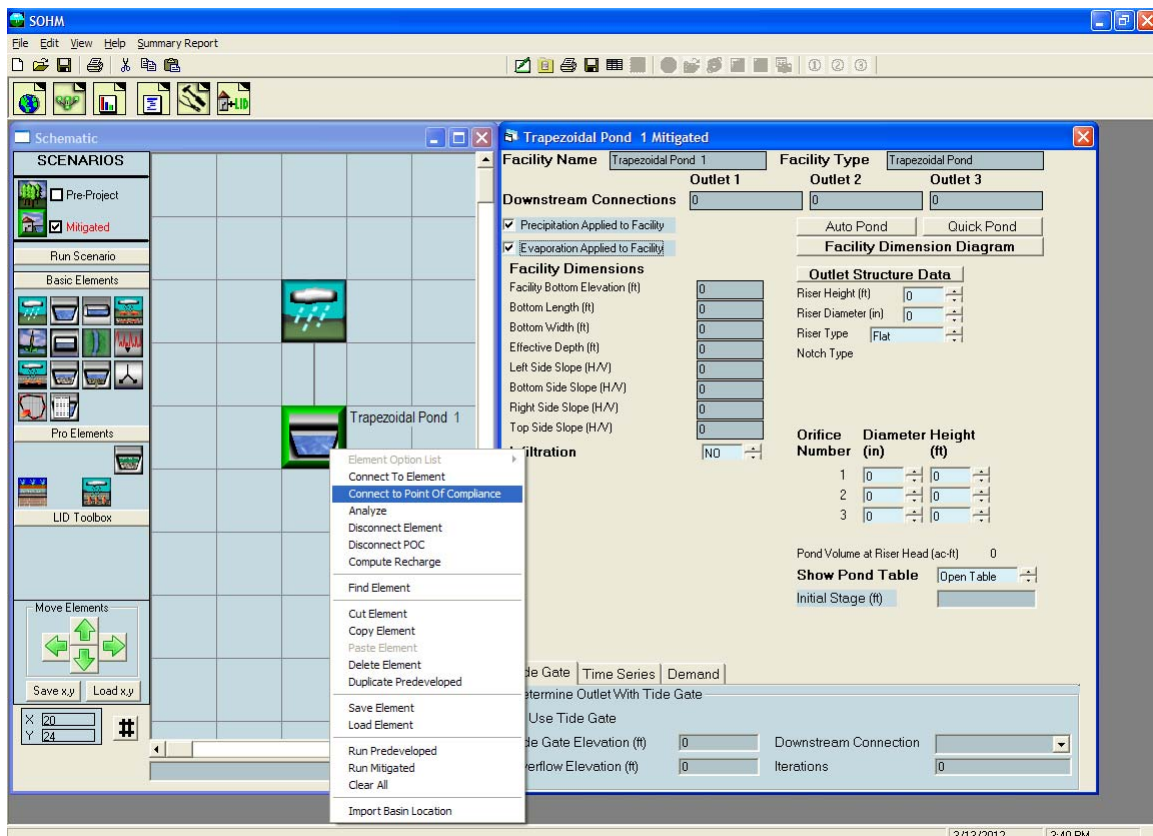 SOHM
File Edit View Help Summary Report
Schematic
SCENARIOS
Pre-Project
Mitigated
Run Scenario
Basic Elements
Pro Elements
LID Toolbox
Move Elements
Save x,y Load x,y
X 20
Y 24
#
Trapezoidal Pond 1
Element Option List
Connect To Element
Connect to Point Of Compliance
Analyze
Disconnect Element
Disconnect POC
Compute Recharge
Find Element
Cut Element
Copy Element
Paste Element
Delete Element
Duplicate Predeveloped
Save Element
Load Element
Run Predeveloped
Run Mitigated
Clear All
Import Basin Location
Trapezoidal Pond 1 Mitigated
Facility Name Trapezoidal Pond 1 Facility Type Trapezoidal Pond
Outlet 1 Outlet 2 Outlet 3
Downstream Connections 0 0 0
Precipitation Applied to Facility Auto Pond Quick Pond
Evaporation Applied to Facility Facility Dimension Diagram
Facility Dimensions
Facility Bottom Elevation (ft) 0
Bottom Length (ft) 0
Bottom Width (ft) 0
Effective Depth (ft) 0
Left Side Slope (H/V) 0
Bottom Side Slope (H/V) 0
Right Side Slope (H/V) 0
Top Side Slope (H/V) 0
filtration NO
Outlet Structure Data
Riser Height (ft) 0
Riser Diameter (in) 0
Riser Type Flat
Notch Type
Orifice Diameter Height
Number (in) (ft)
1 0 0
2 0 0
3 0 0
Pond Volume at Riser Head (ac-ft) 0
Show Pond Table Open Table
Initial Stage (ft)
de Gate Time Series Demand
etermine Outlet With Tide Gate
Use Tide Gate
de Gate Elevation (ft) 0 Downstream Connection
verflow Elevation (ft) 0 Iterations 0
3/13/2012 3:40 PM